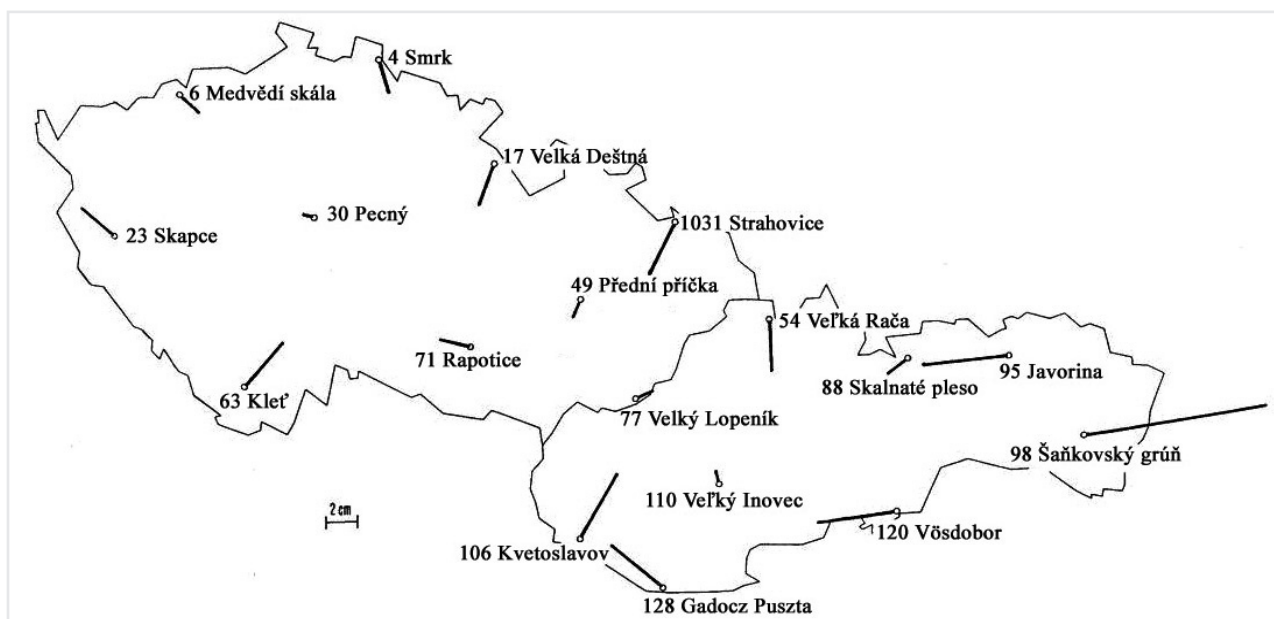 4 Smrk
6 Medvědí skála
17 Velká Deštná
30 Pecný
1031 Strahovice
23 Skapce
49 Přední příčka
54 Veľká Rača
71 Rapotice
95 Javorina
88 Skalnaté pleso
63 Kleť
77 Velký Lopeník
98 Šaňkovský grúň
110 Veľký Inovec
2 cm
120 Vösdobor
106 Kvetoslavov
128 Gadocz Puszta